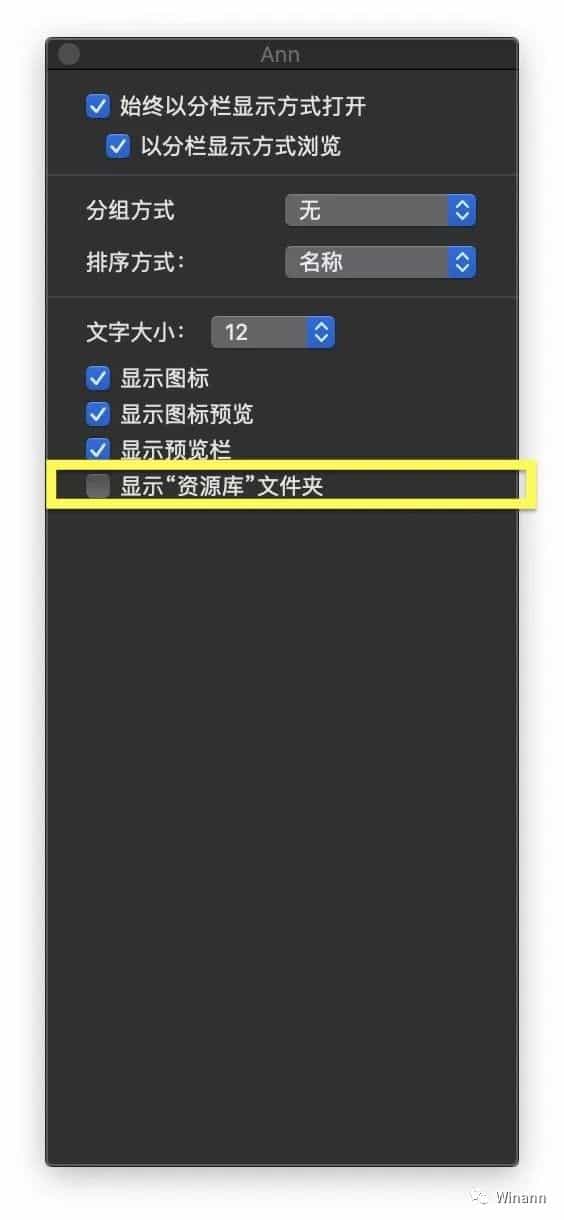 Ann
始终以分栏显示方式打开
以分栏显示方式浏览
分组方式 无
排序方式： 名称
文字大小： 12
显示图标
显示图标预览
显示预览栏
显示“资源库”文件夹
Winann